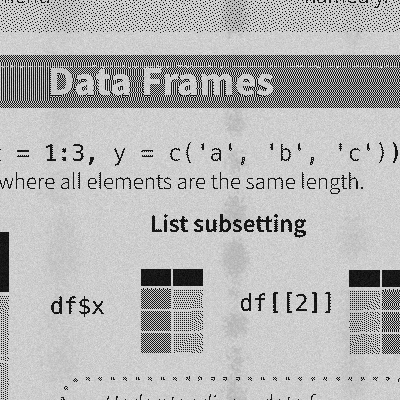 Data Frames
x = 1:3, y = c('a', 'b', 'c'))
where all elements are the same length.
List subsetting
df$x
df[[2]]